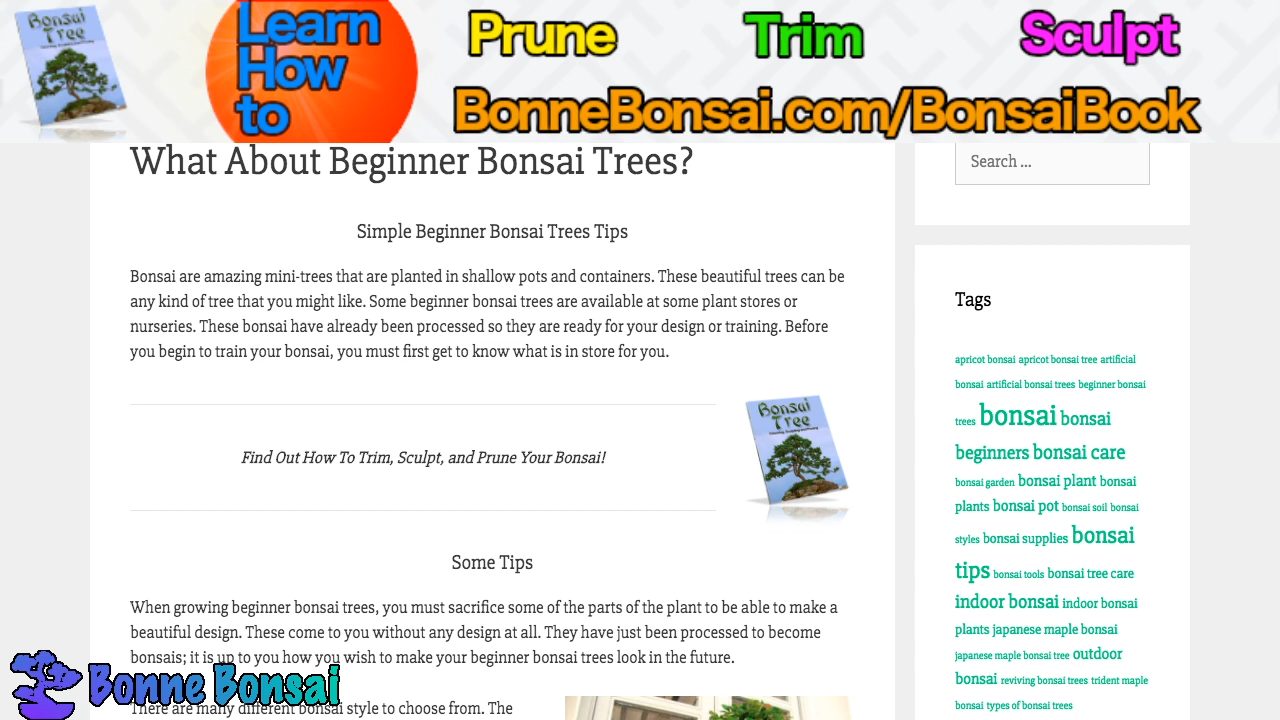 Bonsai
Tree
Learn
How
to
Prune
Trim
Sculpt
BonneBonsai.com/BonsaiBook
What About Beginner Bonsai Trees?
Search ...
Simple Beginner Bonsai Trees Tips
Bonsai are amazing mini-trees that are planted in shallow pots and containers. These beautiful trees can be
any kind of tree that you might like. Some beginner bonsai trees are available at some plant stores or
nurseries. These bonsai have already been processed so they are ready for your design or training. Before
you begin to train your bonsai, you must first get to know what is in store for you.
Find Out How To Trim, Sculpt, and Prune Your Bonsai!
Bonsai
Tree
Some Tips
When growing beginner bonsai trees, you must sacrifice some of the parts of the plant to be able to make a
beautiful design. These come to you without any design at all. They have just been processed to become
bonsais; it is up to you how you wish to make your beginner bonsai trees look in the future.
There are many different bonsai style to choose from. The
Bonne Bonsai
Tags
apricot bonsai apricot bonsai tree artificial
bonsai artificial bonsai trees beginner bonsai
trees bonsai bonsai
beginners bonsai care
bonsai garden bonsai plant bonsai
plants bonsai pot bonsai soil bonsai
styles bonsai supplies bonsai
tips bonsai tools bonsai tree care
indoor bonsai indoor bonsai
plants japanese maple bonsai
japanese maple bonsai tree outdoor
bonsai reviving bonsai trees trident maple
bonsai types of bonsai trees